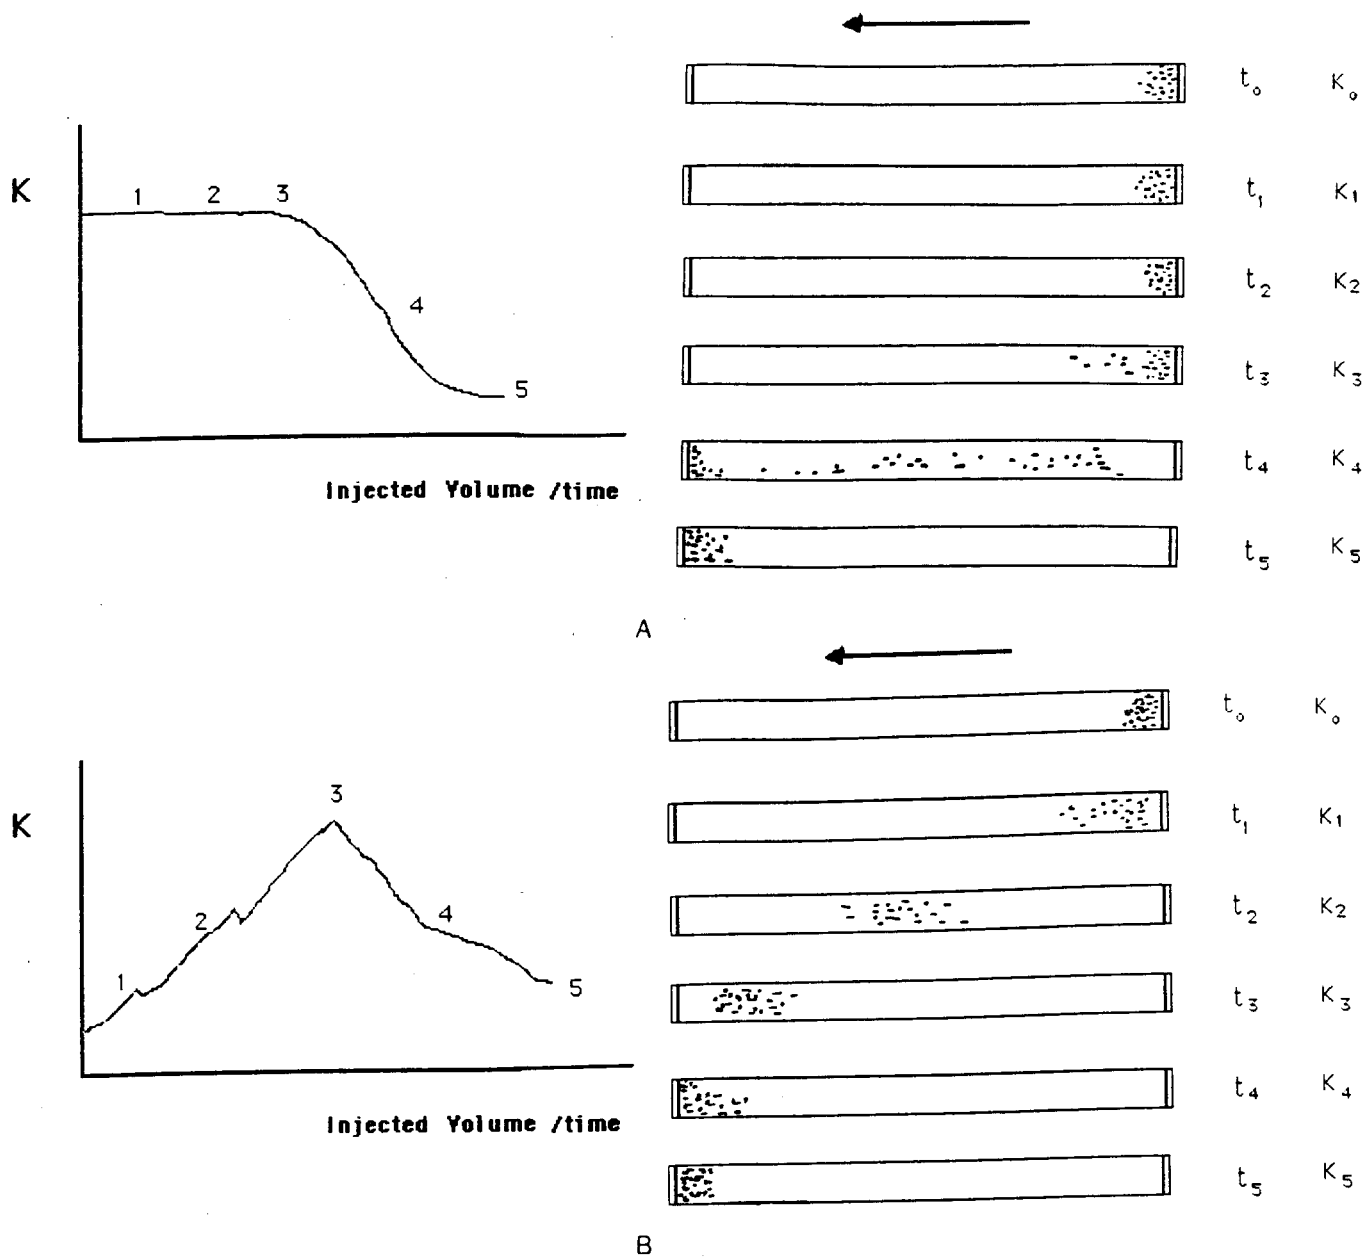 K
1 2 3
4
5
Injected Volume /time
t₀ K₀
t₁ K₁
t₂ K₂
t₃ K₃
t₄ K₄
t₅ K₅
A
K
3
2 4
1 5
Injected Volume /time
t₀ K₀
t₁ K₁
t₂ K₂
t₃ K₃
t₄ K₄
t₅ K₅
B